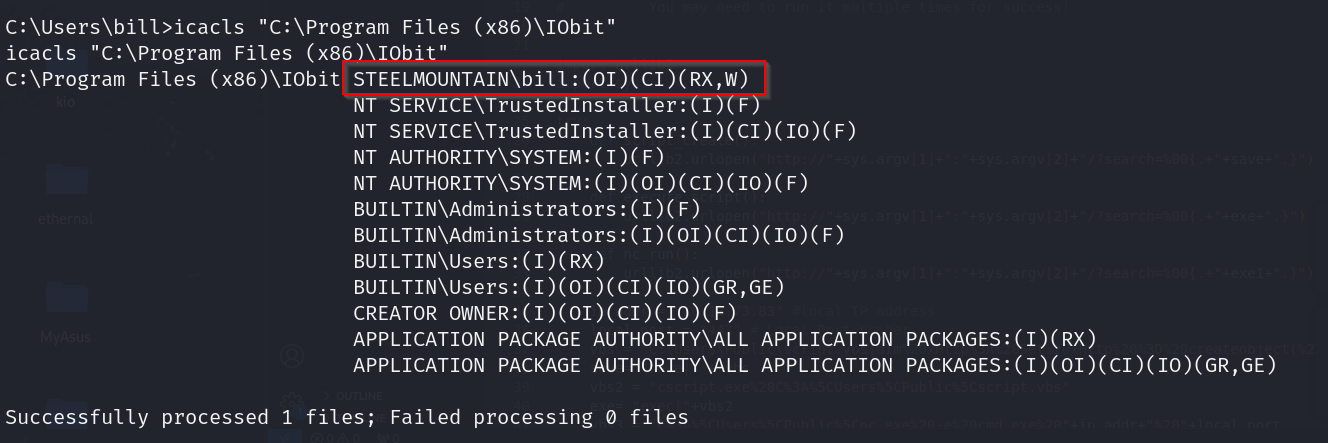 C:\Users\bill>icacls "C:\Program Files (x86)\IObit"
icacls "C:\Program Files (x86)\IObit"
C:\Program Files (x86)\IObit STEELMOUNTAIN\bill:(OI)(CI)(RX,W)
NT SERVICE\TrustedInstaller:(I)(F)
NT SERVICE\TrustedInstaller:(I)(CI)(IO)(F)
NT AUTHORITY\SYSTEM:(I)(F)
NT AUTHORITY\SYSTEM:(I)(OI)(CI)(IO)(F)
BUILTIN\Administrators:(I)(F)
BUILTIN\Administrators:(I)(OI)(CI)(IO)(F)
BUILTIN\Users:(I)(RX)
BUILTIN\Users:(I)(OI)(CI)(IO)(GR,GE)
CREATOR OWNER:(I)(OI)(CI)(IO)(F)
APPLICATION PACKAGE AUTHORITY\ALL APPLICATION PACKAGES:(I)(RX)
APPLICATION PACKAGE AUTHORITY\ALL APPLICATION PACKAGES:(I)(OI)(CI)(IO)(GR,GE)
Successfully processed 1 files; Failed processing 0 files
kio
ethernal
MyAsus
OUTLINE